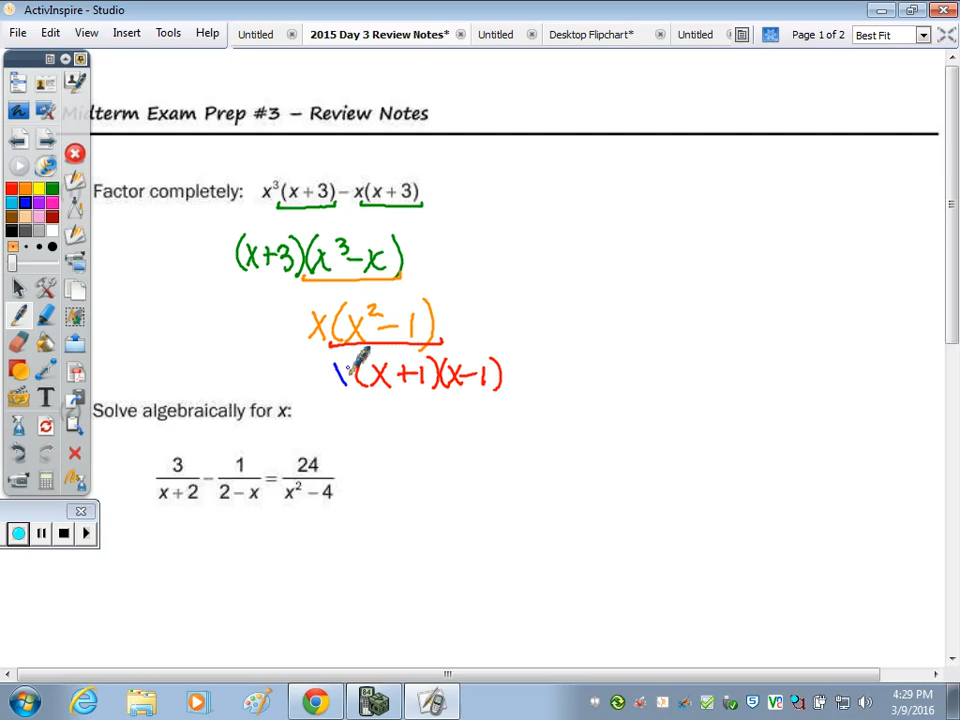 ActivInspire - Studio
File Edit View Insert Tools Help Untitled 2015 Day 3 Review Notes* Untitled Desktop Flipchart* Untitled Page 1 of 2 Best Fit
Midterm Exam Prep #3 – Review Notes
Factor completely: x³(x + 3) – x(x + 3)
(x+3)(x³–x)
x(x²–1)
(x+1)(x–1)
Solve algebraically for x:
3/(x + 2) – 1/(2 – x) = 24/(x² – 4)
4:29 PM
3/9/2016